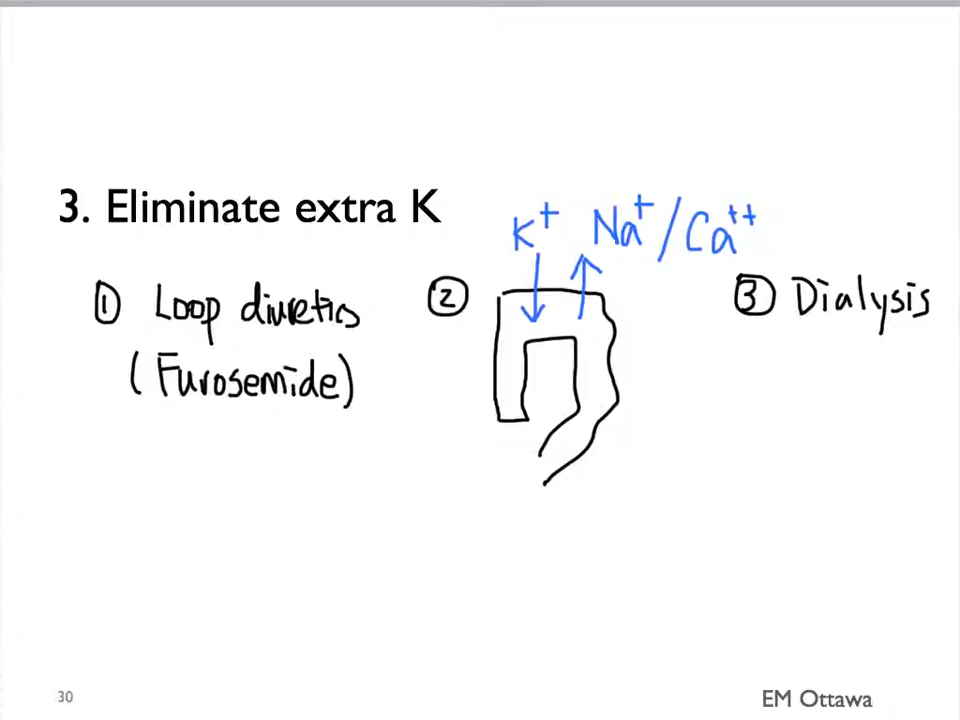 3. Eliminate extra K
K⁺ Na⁺/Ca⁺⁺
① Loop diuretics
(Furosemide)
②
③ Dialysis
30
EM Ottawa